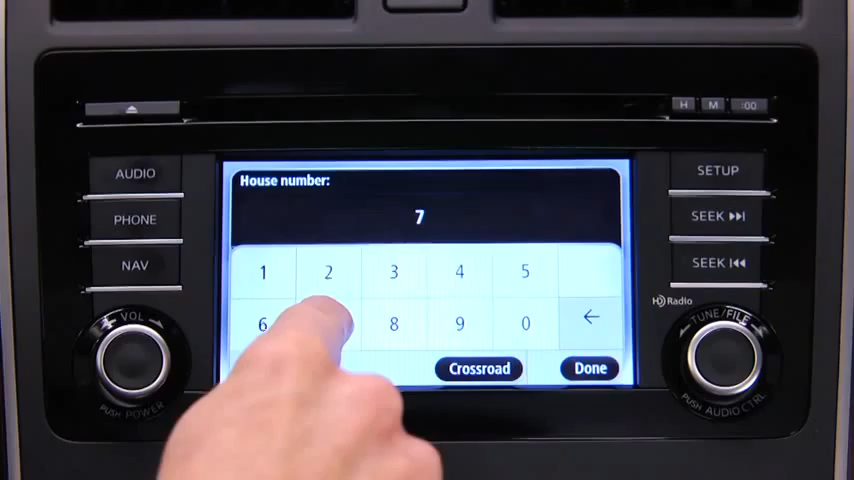 H M :00
AUDIO
PHONE
NAV
VOL
PUSH POWER
House number:
7
1 2 3 4 5
6 8 9 0 ←
Crossroad Done
SETUP
SEEK
SEEK
HD Radio
TUNE/FILE
PUSH AUDIO CTRL